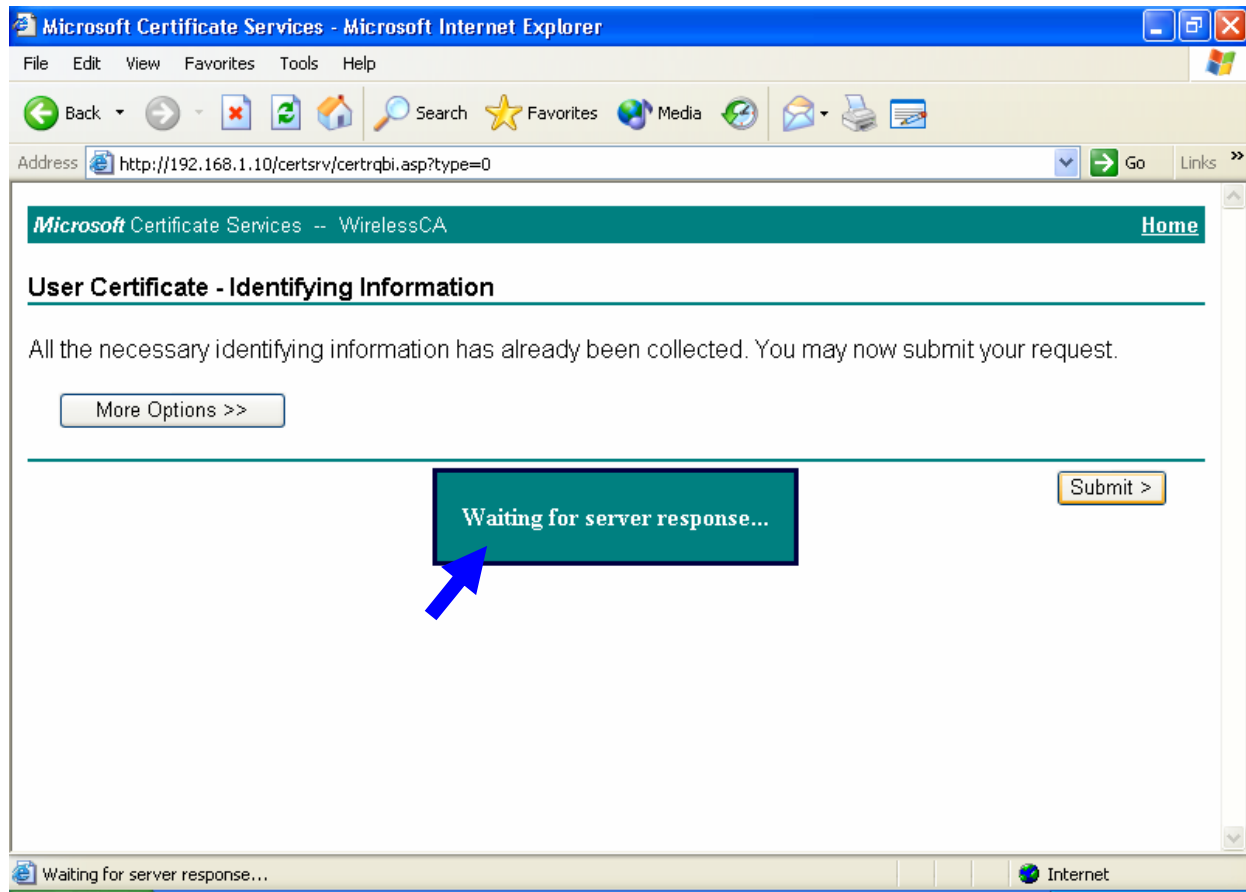 Microsoft Certificate Services - Microsoft Internet Explorer
File Edit View Favorites Tools Help
Back Search Favorites Media
Address http://192.168.1.10/certsrv/certrqbi.asp?type=0 Go Links »
Microsoft Certificate Services -- WirelessCA Home
User Certificate - Identifying Information
All the necessary identifying information has already been collected. You may now submit your request.
More Options >>
Submit >
Waiting for server response...
Waiting for server response... Internet